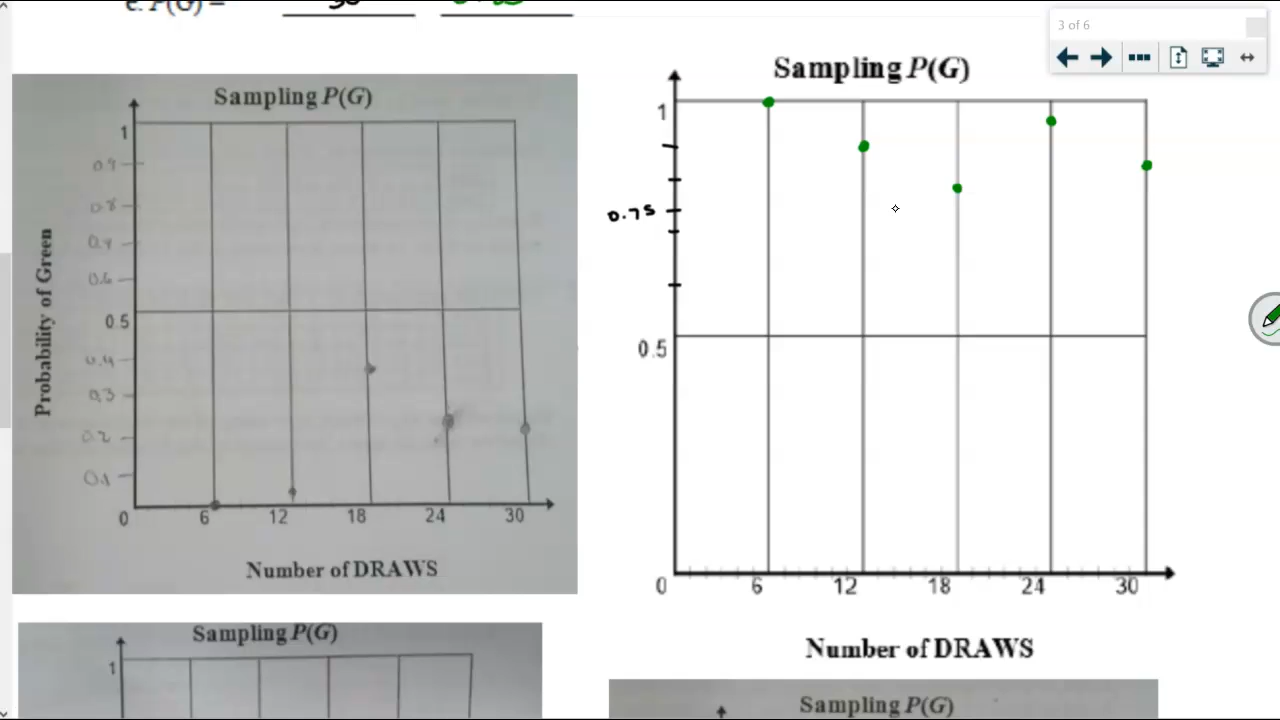 c. P(G) =
3 of 6
Sampling P(G)
1
0.9
0.8
0.7
0.6
0.5
0.4
0.3
0.2
0.1
0
6 12 18 24 30
Probability of Green
Number of DRAWS
Sampling P(G)
1
0.75
0.5
0
6 12 18 24 30
Number of DRAWS
Sampling P(G)
1
Sampling P(G)